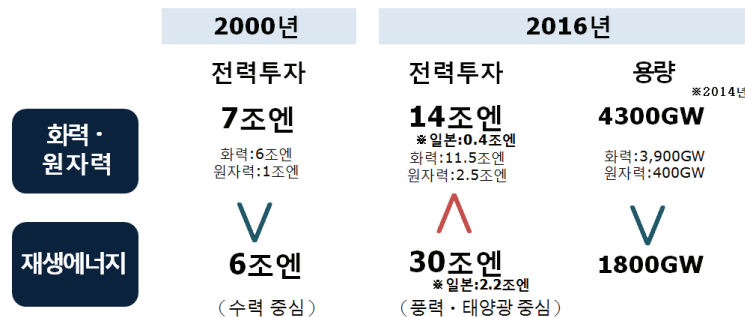 2000년 2016년
전력투자 전력투자 용량
※2014년
화력・
원자력
7조엔 14조엔 4300GW
※일본:0.4조엔
화력:6조엔 화력:11.5조엔 화력:3,900GW
원자력:1조엔 원자력:2.5조엔 원자력:400GW
재생에너지 6조엔 30조엔 1800GW
※일본:2.2조엔
(수력 중심) (풍력・태양광 중심)